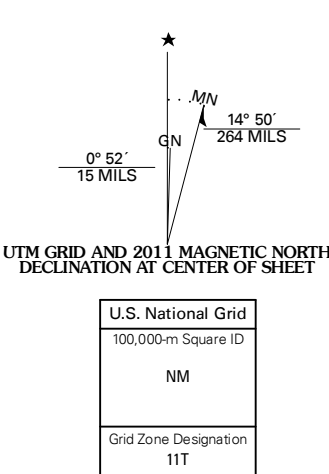 ★
MN
14° 50´
264 MILS
GN
0° 52´
15 MILS
UTM GRID AND 2011 MAGNETIC NORTH
DECLINATION AT CENTER OF SHEET
U.S. National Grid
100,000-m Square ID
NM
Grid Zone Designation
11T